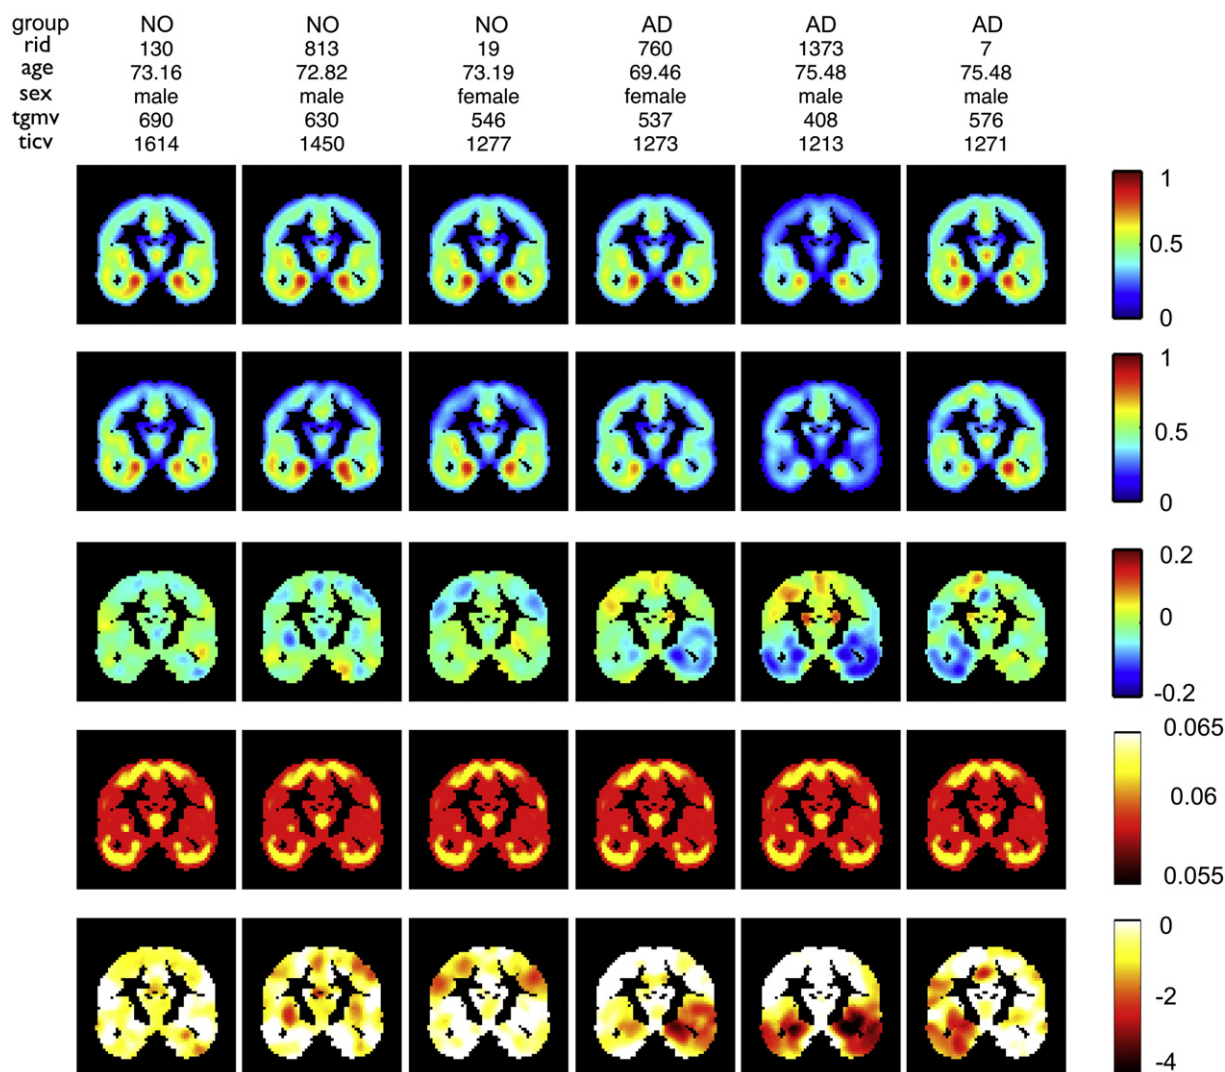 group NO NO NO AD AD AD
rid 130 813 19 760 1373 7
age 73.16 72.82 73.19 69.46 75.48 75.48
sex male male female female male male
tgmv 690 630 546 537 408 576
ticv 1614 1450 1277 1273 1213 1271
1
0.5
0
1
0.5
0
0.2
0
-0.2
0.065
0.06
0.055
0
-2
-4